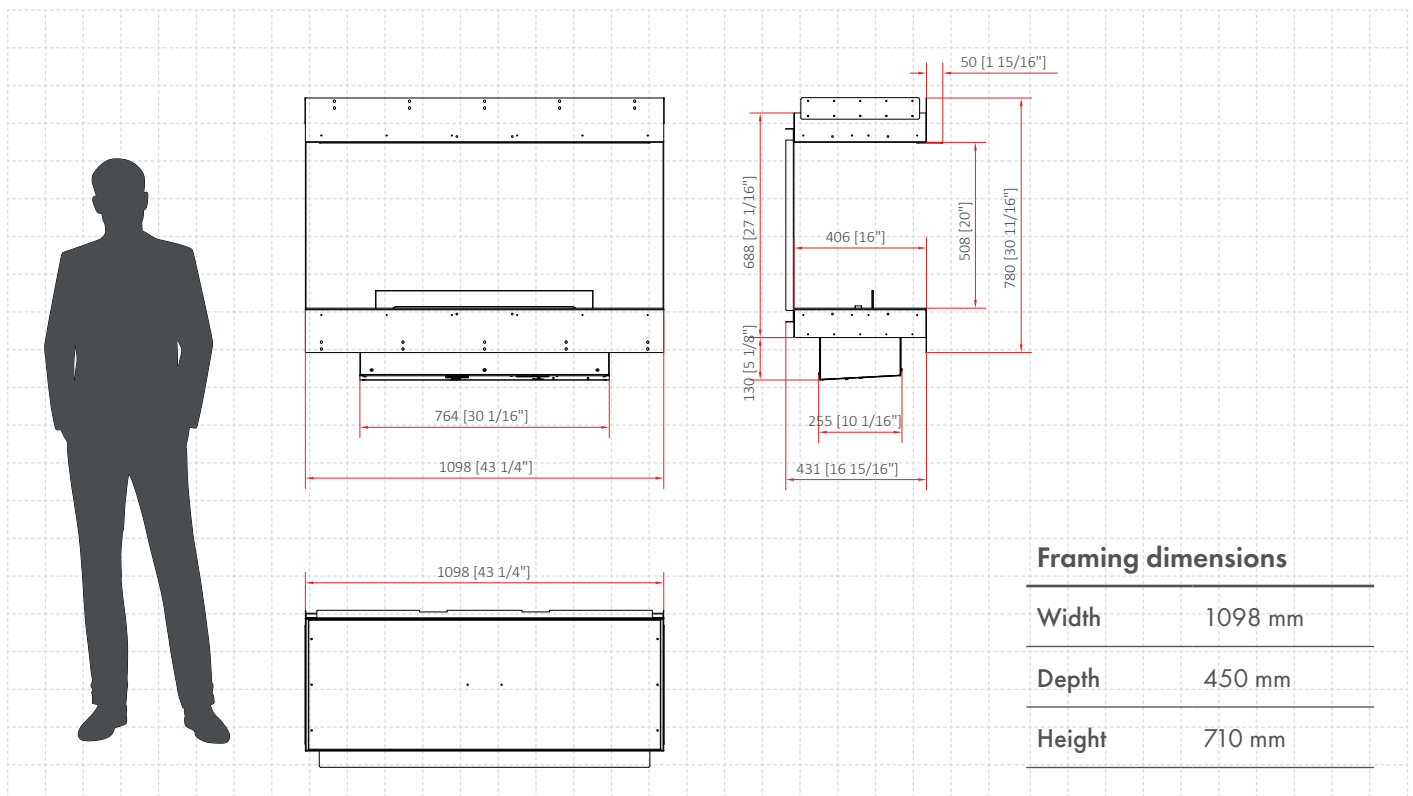 50 [1 15/16"]
688 [27 1/16"]
406 [16"]
508 [20"]
780 [30 11/16"]
130 [5 1/8"]
764 [30 1/16"]
255 [10 1/16"]
1098 [43 1/4"]
431 [16 15/16"]
1098 [43 1/4"]
Framing dimensions
Width 1098 mm
Depth 450 mm
Height 710 mm